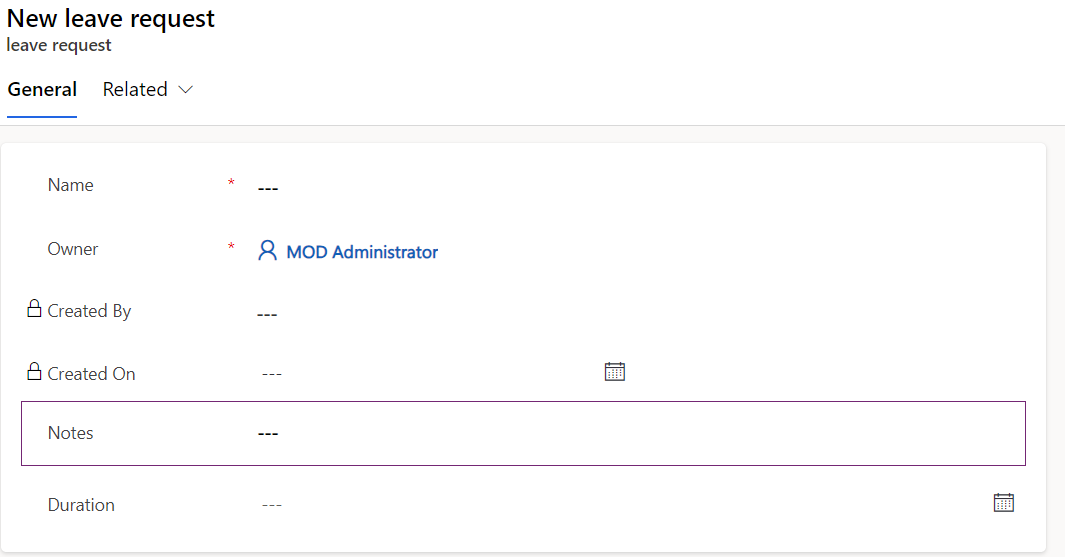 New leave request
leave request
General Related
Name * ---
Owner * MOD Administrator
Created By ---
Created On ---
Notes ---
Duration ---